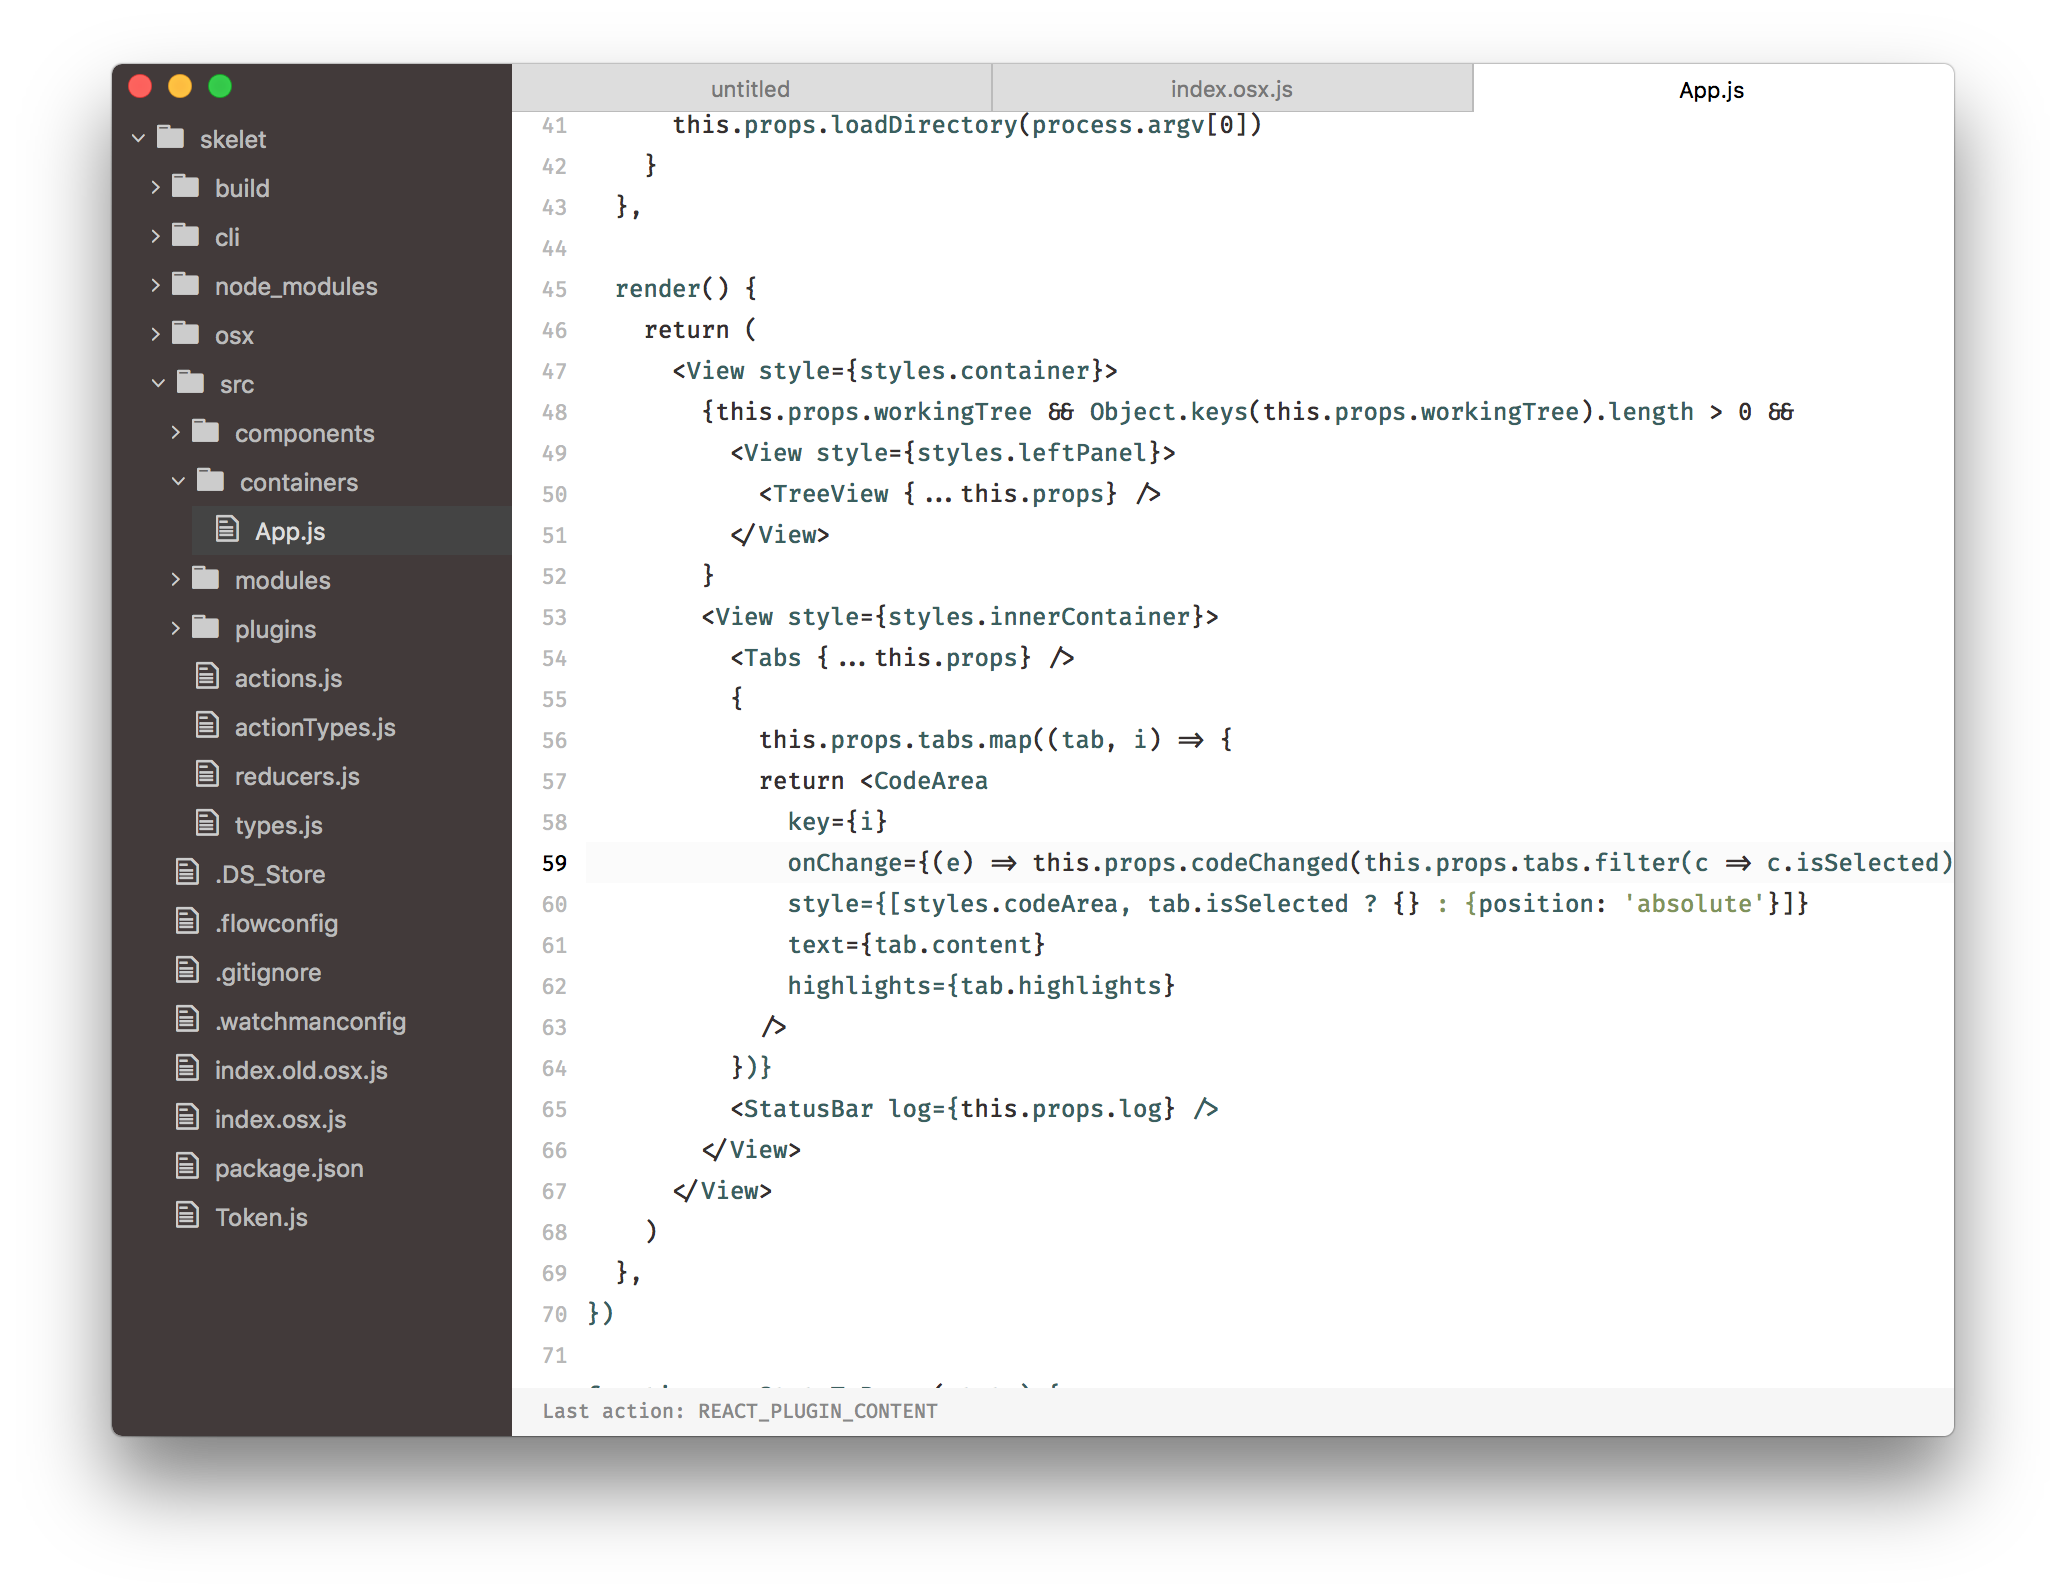 skelet
build
cli
node_modules
osx
src
components
containers
App.js
modules
plugins
actions.js
actionTypes.js
reducers.js
types.js
.DS_Store
.flowconfig
.gitignore
.watchmanconfig
index.old.osx.js
index.osx.js
package.json
Token.js
untitled index.osx.js App.js
41 this.props.loadDirectory(process.argv[0])
42 }
43 },
44
45 render() {
46 return (
47 <View style={styles.container}>
48 {this.props.workingTree && Object.keys(this.props.workingTree).length > 0 &&
49 <View style={styles.leftPanel}>
50 <TreeView {...this.props} />
51 </View>
52 }
53 <View style={styles.innerContainer}>
54 <Tabs {...this.props} />
55 {
56 this.props.tabs.map((tab, i) => {
57 return <CodeArea
58 key={i}
59 onChange={(e) => this.props.codeChanged(this.props.tabs.filter(c => c.isSelected)
60 style={[styles.codeArea, tab.isSelected ? {} : {position: 'absolute'}]}
61 text={tab.content}
62 highlights={tab.highlights}
63 />
64 })}
65 <StatusBar log={this.props.log} />
66 </View>
67 </View>
68 )
69 },
70 })
71
Last action: REACT_PLUGIN_CONTENT